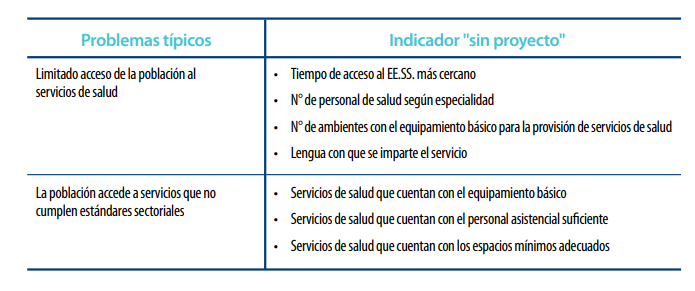 Problemas típicos
Indicador "sin proyecto"
Limitado acceso de la población al
servicios de salud
• Tiempo de acceso al EE.SS. más cercano
• N° de personal de salud según especialidad
• N° de ambientes con el equipamiento básico para la provisión de servicios de salud
• Lengua con que se imparte el servicio
La población accede a servicios que no
cumplen estándares sectoriales
• Servicios de salud que cuentan con el equipamiento básico
• Servicios de salud que cuentan con el personal asistencial suficiente
• Servicios de salud que cuentan con los espacios mínimos adecuados